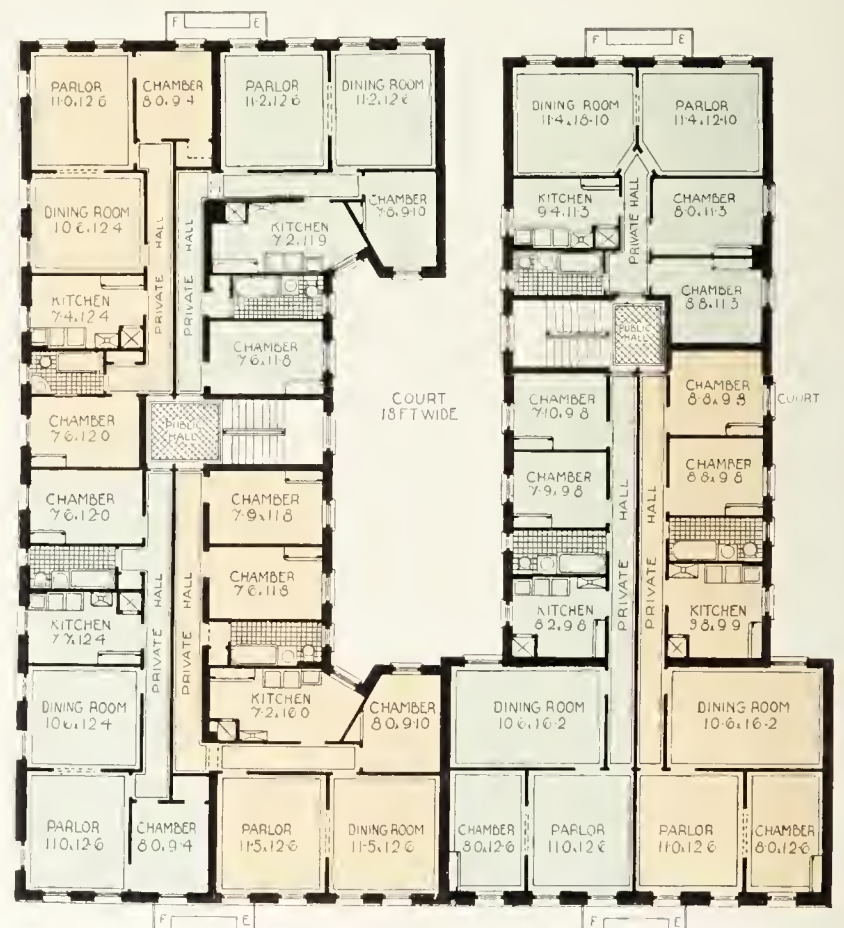 F E
PARLOR
11·0×12·6
CHAMBER
8·0×9·4
PARLOR
11·2×12·6
DINING ROOM
11·2×12·6
DINING ROOM
10·6×12·4
PRIVATE HALL
PRIVATE HALL
KITCHEN
7·2×11·9
CHAMBER
7·8×9·10
KITCHEN
7·4×12·4
CHAMBER
7·6×11·8
CHAMBER
7·6×12·0
PUBLIC
HALL
COURT
18 FT WIDE
CHAMBER
7·6×12·0
CHAMBER
7·9×11·8
CHAMBER
7·6×11·8
PRIVATE HALL
PRIVATE HALL
KITCHEN
7·7×12·4
KITCHEN
7·2×16·0
CHAMBER
8·0×9·10
DINING ROOM
10·6×12·4
PARLOR
11·0×12·6
CHAMBER
8·0×9·4
PARLOR
11·5×12·6
DINING ROOM
11·5×12·6
F E
F E
DINING ROOM
11·4×18·10
PARLOR
11·4×12·10
KITCHEN
9·4×11·3
PRIVATE HALL
CHAMBER
8·0×11·3
CHAMBER
8·8×11·3
PUBLIC
HALL
CHAMBER
7·10×9·8
CHAMBER
8·8×9·8
COURT
CHAMBER
7·9×9·8
CHAMBER
8·8×9·8
PRIVATE HALL
PRIVATE HALL
KITCHEN
8·2×9·8
KITCHEN
9·8×9·9
DINING ROOM
10·6×16·2
DINING ROOM
10·6×16·2
CHAMBER
8·0×12·6
PARLOR
11·0×12·6
PARLOR
11·0×12·6
CHAMBER
8·0×12·6
F E